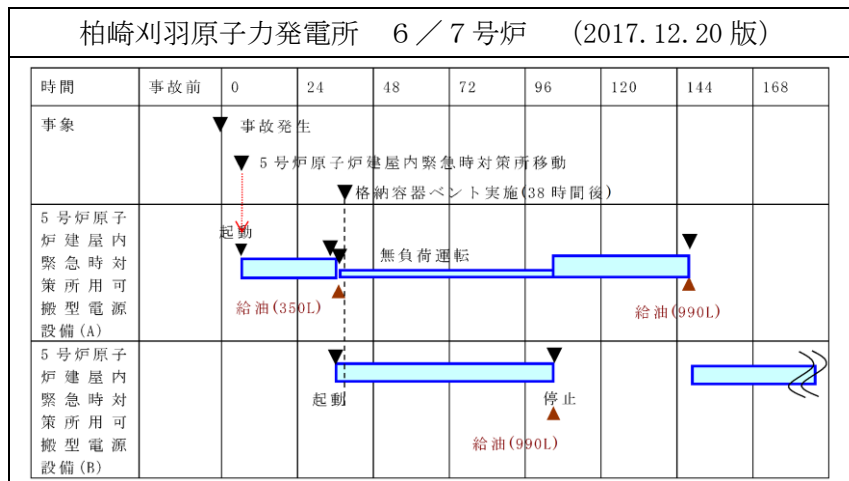 柏崎刈羽原子力発電所　６／７号炉　（2017.12.20 版）
時間 事故前 0 24 48 72 96 120 144 168
事象
事故発生
5 号炉原子炉建屋内緊急時対策所移動
格納容器ベント実施(38 時間後)
5 号炉原子
炉建屋内
緊急時対
策所用可
搬型電源
設備(A)
起動
無負荷運転
給油(350L)
給油(990L)
5 号炉原子
炉建屋内
緊急時対
策所用可
搬型電源
設備(B)
起動
停止
給油(990L)